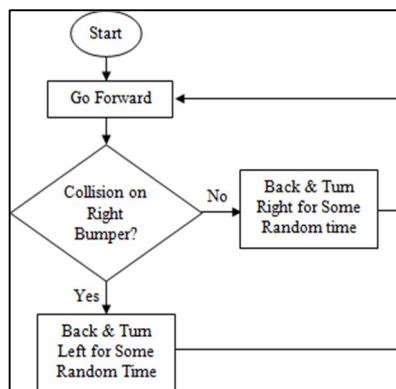 Start
Go Forward
Collision on
Right
Bumper?
No
Back & Turn
Right for Some
Random time
Yes
Back & Turn
Left for Some
Random Time